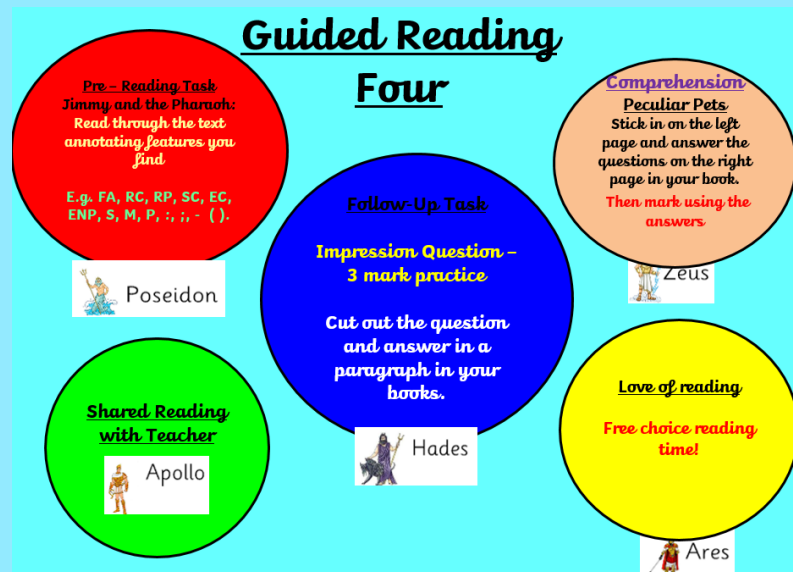 Guided Reading
Four
Pre – Reading Task
Jimmy and the Pharaoh:
Read through the text
annotating features you
find
E.g. FA, RC, RP, SC, EC,
ENP, S, M, P, :, ;, - ( ).
Poseidon
Follow-Up Task
Impression Question –
3 mark practice
Cut out the question
and answer in a
paragraph in your
books.
Hades
Comprehension
Peculiar Pets
Stick in on the left
page and answer the
questions on the right
page in your book.
Then mark using the
answers
Zeus
Shared Reading
with Teacher
Apollo
Love of reading
Free choice reading
time!
Ares